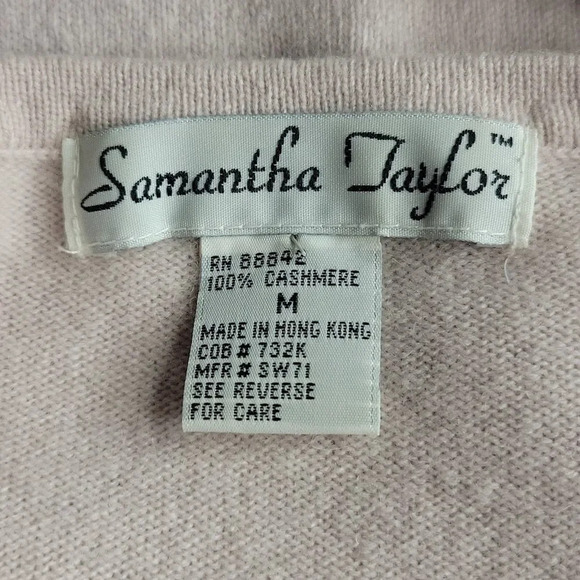 Samantha Taylor™
RN 88842
100% CASHMERE
M
MADE IN HONG KONG
COB # 732K
MFR # SW71
SEE REVERSE
FOR CARE